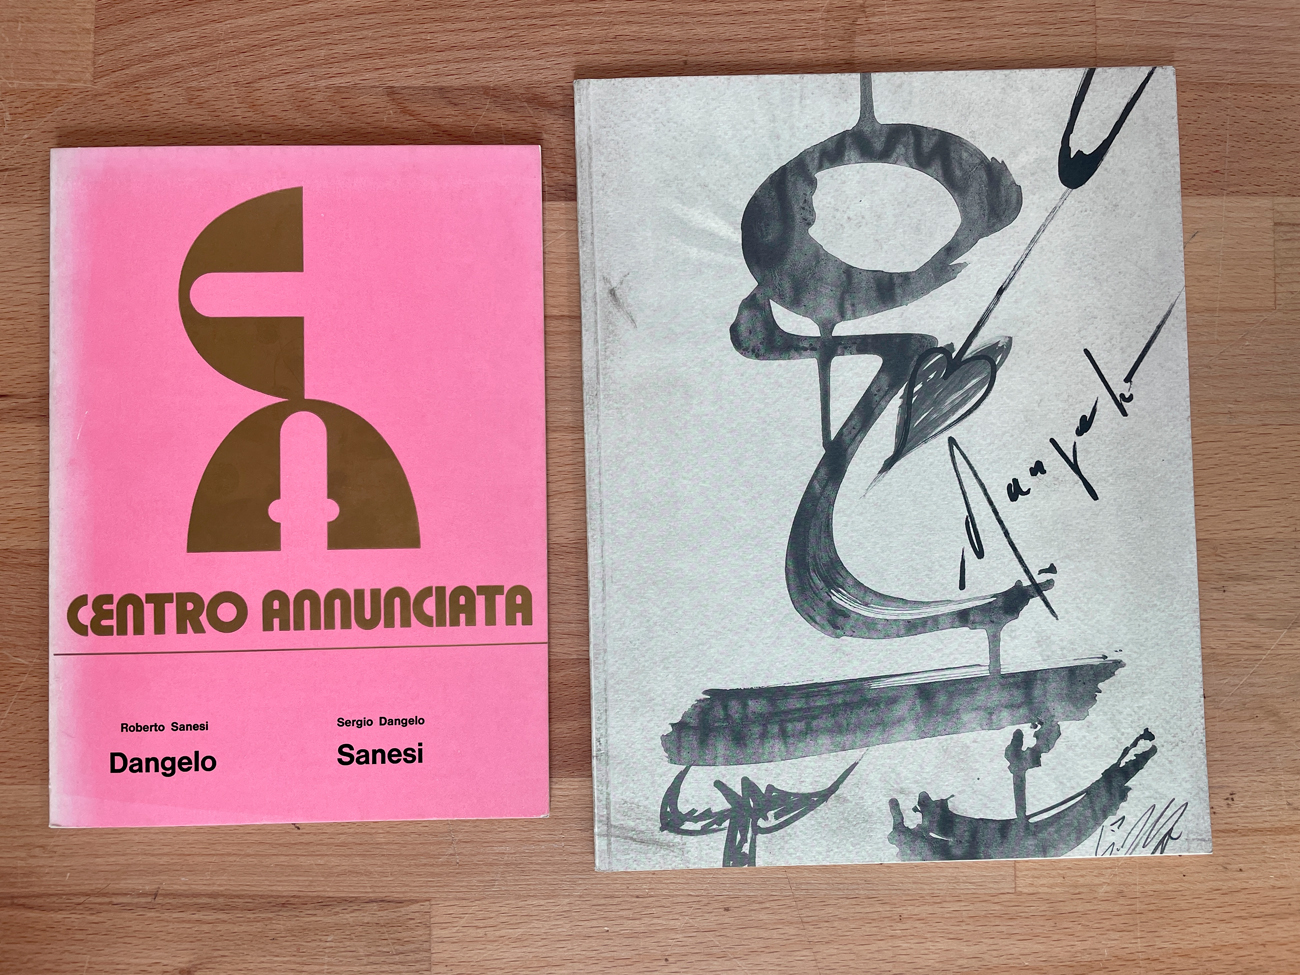 CENTRO ANNUNCIATA
Roberto Sanesi
Dangelo
Sergio Dangelo
Sanesi
Dangelo